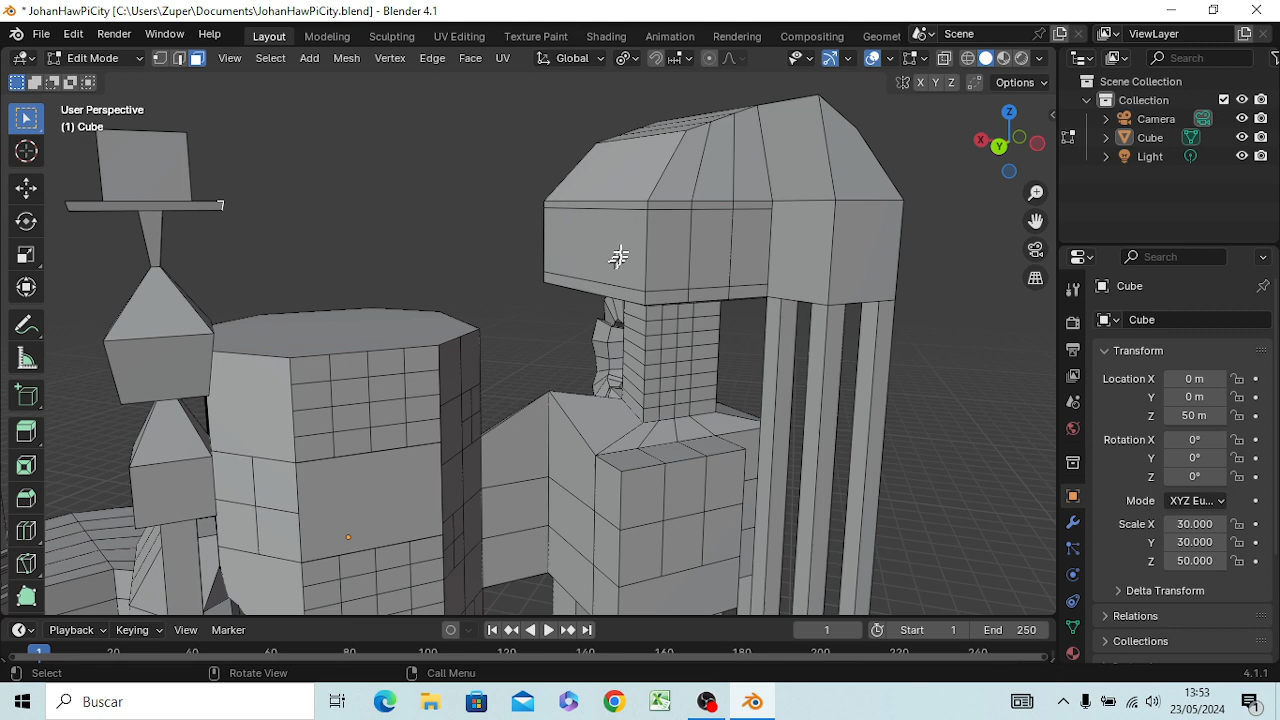 * JohanHawPiCity [C:\Users\Zuper\Documents\JohanHawPiCity.blend] - Blender 4.1
File Edit Render Window Help Layout Modeling Sculpting UV Editing Texture Paint Shading Animation Rendering Compositing Geomet Scene ViewLayer
Edit Mode View Select Add Mesh Vertex Edge Face UV Global Search
X Y Z Options
Scene Collection
Collection
Camera
Cube
Light
User Perspective
(1) Cube
Z
X
Y
Search
Cube
Cube
Transform
Location X 0 m
Y 0 m
Z 50 m
Rotation X 0°
Y 0°
Z 0°
Mode XYZ Eu...
Scale X 30.000
Y 30.000
Z 50.000
Delta Transform
Relations
Collections
Playback Keying View Marker 1 Start 1 End 250
1 20 40 60 80 100 120 140 160 180 200 220 240
Select Rotate View Call Menu 4.1.1
Buscar
13:53
23/05/2024
1